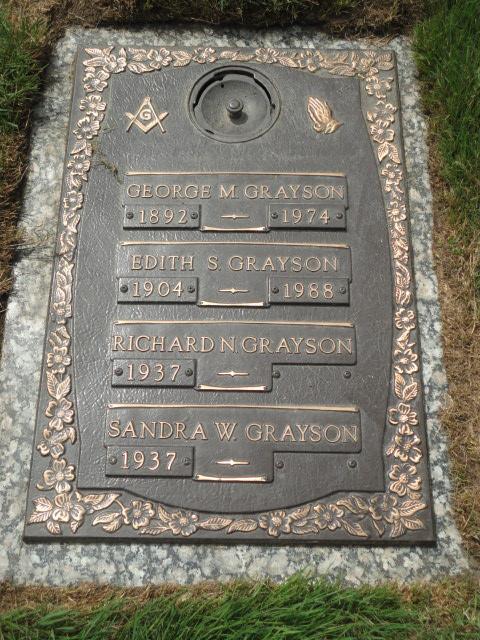 G
GEORGE M. GRAYSON
1892 — 1974
EDITH S. GRAYSON
1904 — 1988
RICHARD N. GRAYSON
1937 —
SANDRA W. GRAYSON
1937 —